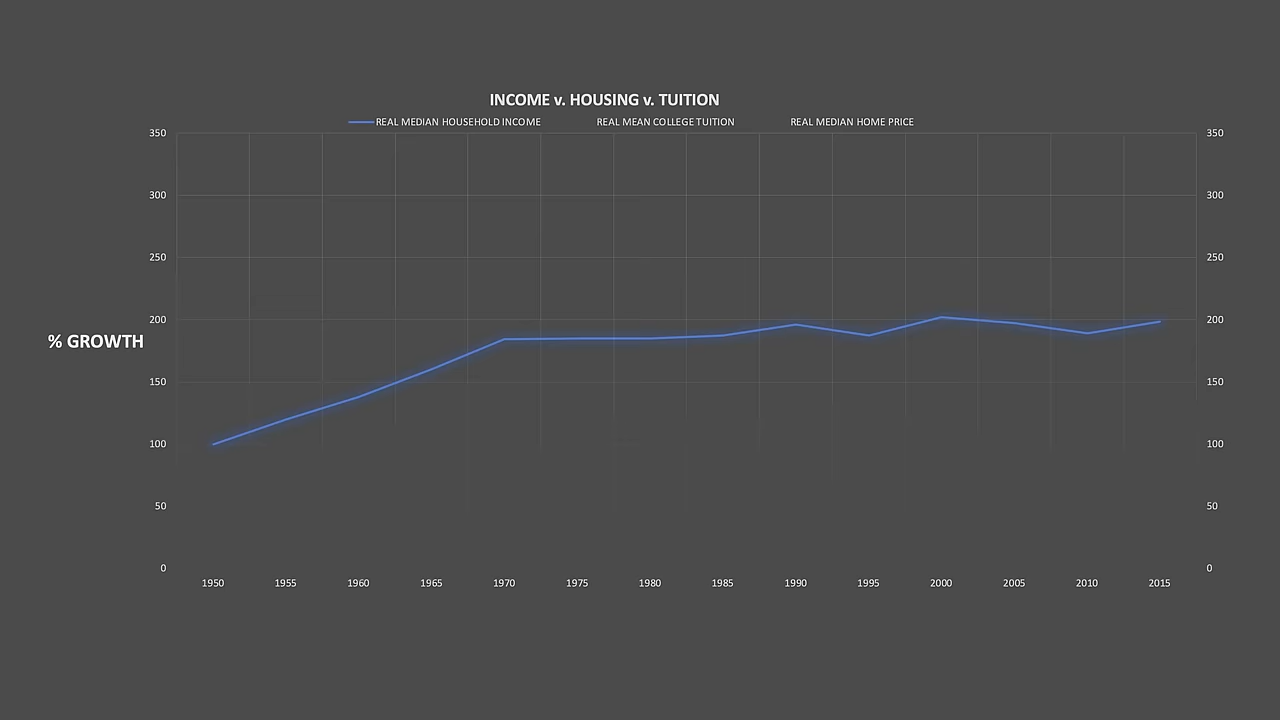 INCOME v. HOUSING v. TUITION
REAL MEDIAN HOUSEHOLD INCOME REAL MEAN COLLEGE TUITION REAL MEDIAN HOME PRICE
350 350
300 300
250 250
200 200
% GROWTH
150 150
100 100
50 50
0 0
1950 1955 1960 1965 1970 1975 1980 1985 1990 1995 2000 2005 2010 2015